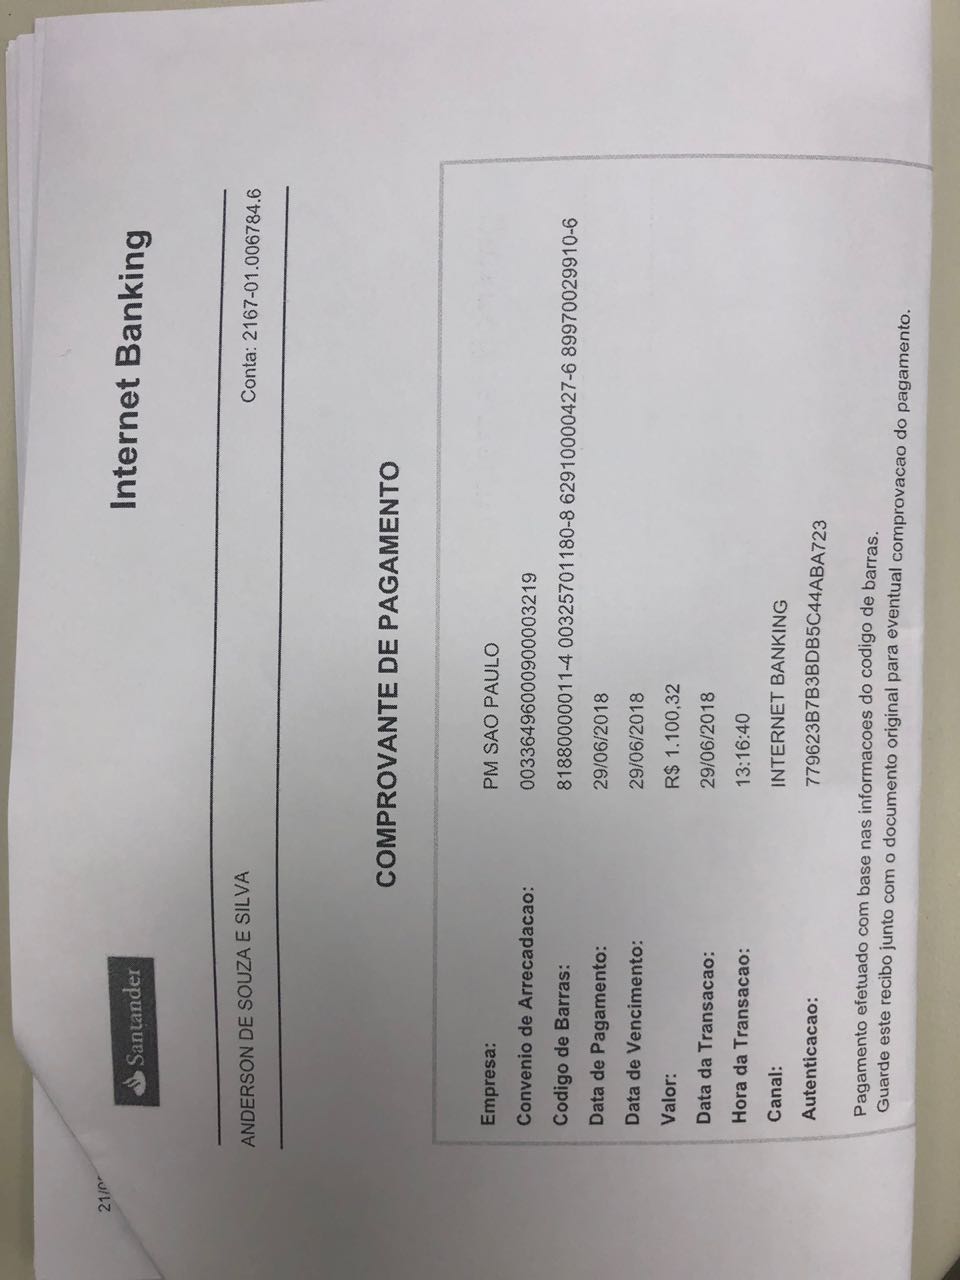 21/0
Santander
Internet Banking
ANDERSON DE SOUZA E SILVA Conta: 2167-01.006784.6
COMPROVANTE DE PAGAMENTO
Empresa: PM SAO PAULO
Convenio de Arrecadacao: 00336496000900003219
Codigo de Barras: 81880000011-4 00325701180-8 62910000427-6 89970029910-6
Data de Pagamento: 29/06/2018
Data de Vencimento: 29/06/2018
Valor: R$ 1.100,32
Data da Transacao: 29/06/2018
Hora da Transacao: 13:16:40
Canal: INTERNET BANKING
Autenticacao: 779623B7B3BDB5C44ABA723
Pagamento efetuado com base nas informacoes do codigo de barras.
Guarde este recibo junto com o documento original para eventual comprovacao do pagamento.